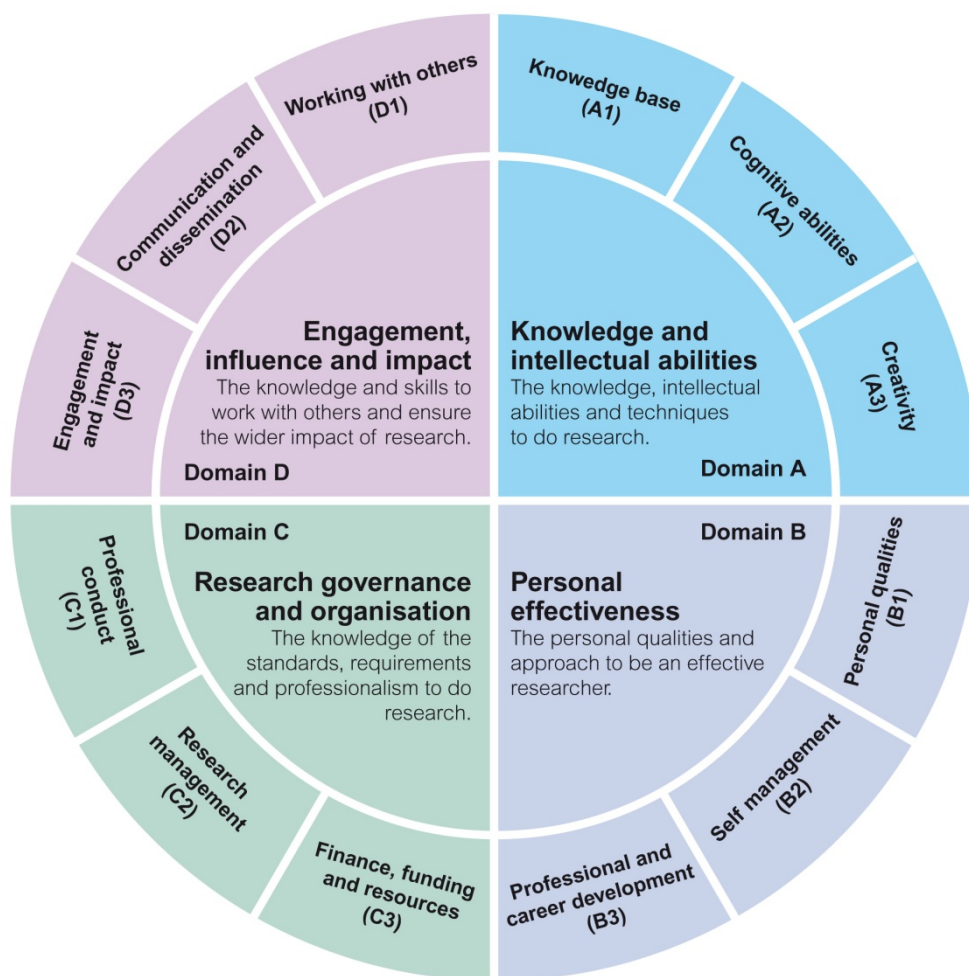 Working with others
(D1)
Communication and
dissemination
(D2)
Engagement
and impact
(D3)
Engagement,
influence and impact
The knowledge and skills to
work with others and ensure
the wider impact of research.
Domain D
Knowedge base
(A1)
Cognitive abilities
(A2)
Creativity
(A3)
Knowledge and
intellectual abilities
The knowledge, intellectual
abilities and techniques
to do research.
Domain A
Domain C
Research governance
and organisation
The knowledge of the
standards, requirements
and professionalism to do
research.
Professional
conduct
(C1)
Research
management
(C2)
Finance, funding
and resources
(C3)
Domain B
Personal
effectiveness
The personal qualities and
approach to be an effective
researcher.
Personal qualities
(B1)
Self management
(B2)
Professional and
career development
(B3)